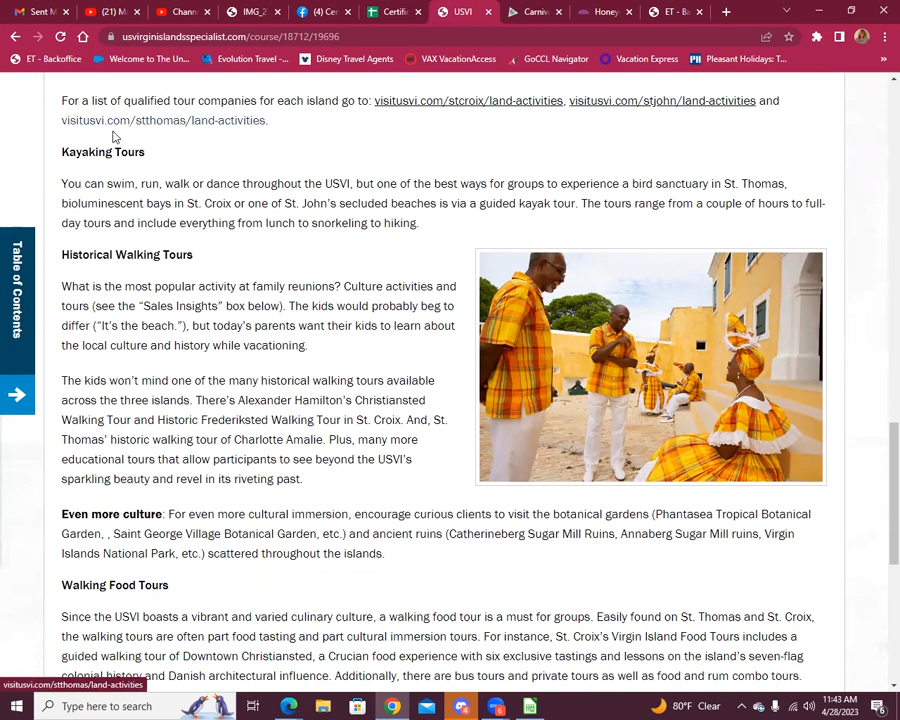 Sent M
(21) M
Chann
IMG_2
(4) Cer
Certific
USVI
Carniv
Honey
ET - Ba
usvirginislandsspecialist.com/course/18712/19696
ET - Backoffice
Welcome to The Un...
Evolution Travel -...
Disney Travel Agents
VAX VacationAccess
GoCCL Navigator
Vacation Express
Pleasant Holidays: T...
For a list of qualified tour companies for each island go to: visitusvi.com/stcroix/land-activities, visitusvi.com/stjohn/land-activities and
visitusvi.com/stthomas/land-activities.
Kayaking Tours
You can swim, run, walk or dance throughout the USVI, but one of the best ways for groups to experience a bird sanctuary in St. Thomas,
bioluminescent bays in St. Croix or one of St. John's secluded beaches is via a guided kayak tour. The tours range from a couple of hours to full-
day tours and include everything from lunch to snorkeling to hiking.
Table of Contents
Historical Walking Tours
What is the most popular activity at family reunions? Culture activities and
tours (see the “Sales Insights” box below). The kids would probably beg to
differ (“It’s the beach.”), but today’s parents want their kids to learn about
the local culture and history while vacationing.
The kids won’t mind one of the many historical walking tours available
across the three islands. There’s Alexander Hamilton’s Christiansted
Walking Tour and Historic Frederiksted Walking Tour in St. Croix. And, St.
Thomas’ historic walking tour of Charlotte Amalie. Plus, many more
educational tours that allow participants to see beyond the USVI’s
sparkling beauty and revel in its riveting past.
Even more culture: For even more cultural immersion, encourage curious clients to visit the botanical gardens (Phantasea Tropical Botanical
Garden, , Saint George Village Botanical Garden, etc.) and ancient ruins (Catherineberg Sugar Mill Ruins, Annaberg Sugar Mill ruins, Virgin
Islands National Park, etc.) scattered throughout the islands.
Walking Food Tours
Since the USVI boasts a vibrant and varied culinary culture, a walking food tour is a must for groups. Easily found on St. Thomas and St. Croix,
the walking tours are often part food tasting and part cultural immersion tours. For instance, St. Croix’s Virgin Island Food Tours includes a
guided walking tour of Downtown Christiansted, a Crucian food experience with six exclusive tastings and lessons on the island’s seven-flag
colonial history and Danish architectural influence. Additionally, there are bus tours and private tours as well as food and rum combo tours.
visitusvi.com/stthomas/land-activities
Type here to search
80°F Clear
11:43 AM
4/28/2023
6